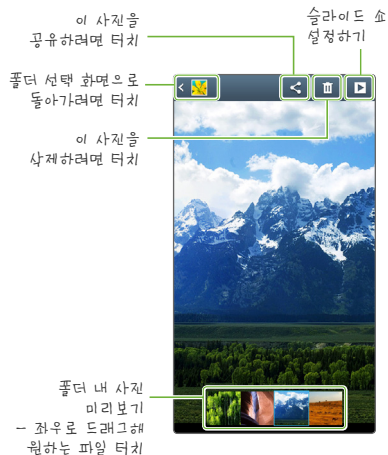 이 사진을
공유하려면 터치
슬라이드 쇼
설정하기
폴더 선택 화면으로
돌아가려면 터치
이 사진을
삭제하려면 터치
폴더 내 사진
미리보기
- 좌우로 드래그해
원하는 파일 터치